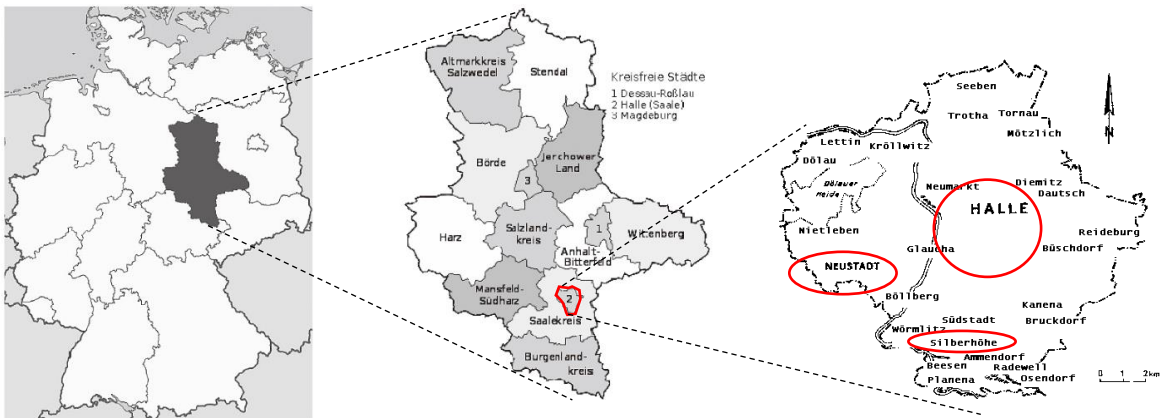 Altmarkkreis
Salzwedel
Stendal
Kreisfreie Städte
1 Dessau-Roßlau
2 Halle (Saale)
3 Magdeburg
Börde
Jerichower
Land
3
Harz
Salzland-
kreis
1
Anhalt-
Bitterfeld
Wittenberg
Mansfeld-
Südharz
2
Saalekreis
Burgenland-
kreis
Seeben
Trotha
Tornau
Mötzlich
N
Lettin
Kröllwitz
Dölau
Dölauer
Heide
Neumarkt
Diemitz
Dautsch
HALLE
Nietleben
Saale
Reideburg
Glaucha
Büschdorf
NEUSTADT
Böllberg
Kanena
Bruckdorf
Südstadt
Wörmlitz
Silberhöhe
Ammendorf
Beesen
Radewell
Planena
Osendorf
0 1 2km